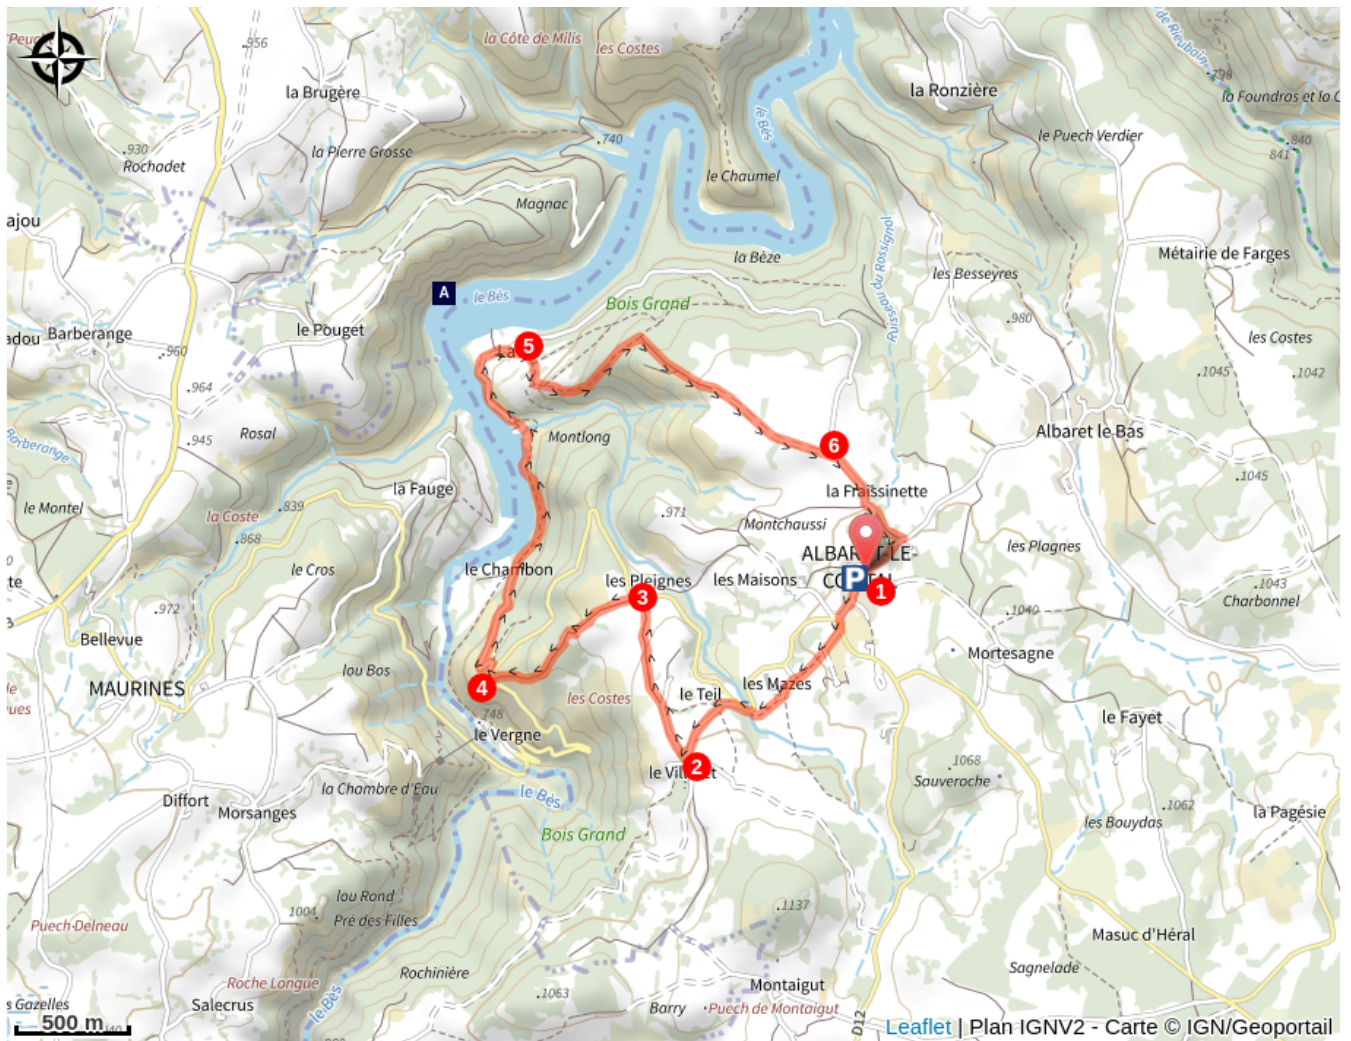 la Côte de Milis
les Costes
de Rieubain
956
798
la Brugère
la Ronzière
la Foundros et la C
le Bès
le Puech Verdier
840
841
740
930
la Pierre Grosse
Rochadet
le Chaumel
Magnac
ajou
Ruisseau du Rossignol
Métairie de Farges
la Bèze
les Besseyres
A
le Bès
Bois Grand
980
le Pouget
Barberange
adou
les Costes
5
960
1045
1042
964
Barberange
945
Rosal
Montlong
6
Albaret le Bas
1045
la Fauge
la Fraissinette
le Montel
839
la Coste
971
Montchaussi
868
les Plagnes
ALBARET-LE-
le Cros
le Chambon
les Pleignes
les Maisons
P
1
1043
te
3
Charbonnel
972
1040
Bellevue
Mortesagne
lou Bos
MAURINES
les Mazes
4
les Costes
le Teil
748
le Fayet
le Vergne
2
1068
Sauveroche
la Chambre d'Eau
le Bès
Diffort
Morsanges
1062
la Pagésie
les Bouydas
Bois Grand
lou Rond
1137
1004
Pré des Filles
Puech-Delneau
Masuc d'Héral
Sagnelade
Rochinière
Roche Longue
Montaigut
1063
le Bès
s Gazelles
Salecrus
Barry
Puech de Montaigut
D12
500 m
Leaflet | Plan IGNV2 - Carte © IGN/Geoportail